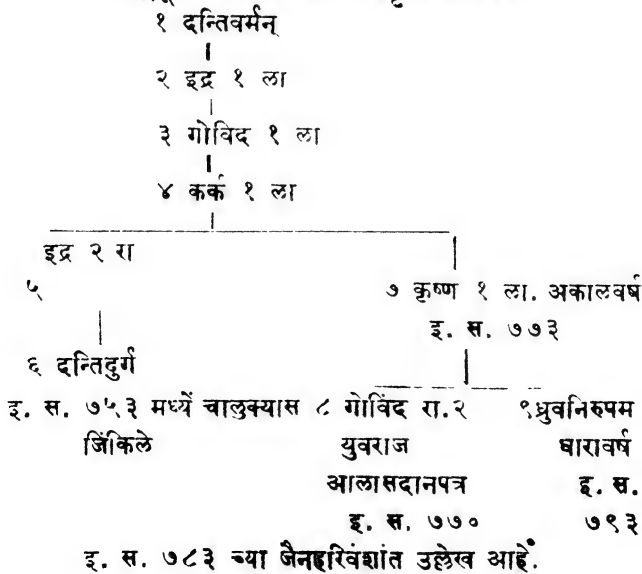 १ दन्तिवर्मन्
२ इद्र १ ला
३ गोविद १ ला
४ कर्क १ ला
इद्र २ रा
५ ७ कृष्ण १ ला. अकालवर्ष
इ. स. ७७३
६ दन्तिदुर्ग
इ. स. ७५३ मध्यें चालुक्यास ८ गोविंद रा.२ ९ध्रुवनिरुपम
जिंकिले युवराज धारावर्ष
आलासदानपत्र इ. स.
इ. स. ७७० ७९३
इ. स. ७८३ च्या जैनहरिवंशांत उल्लेख आहे.